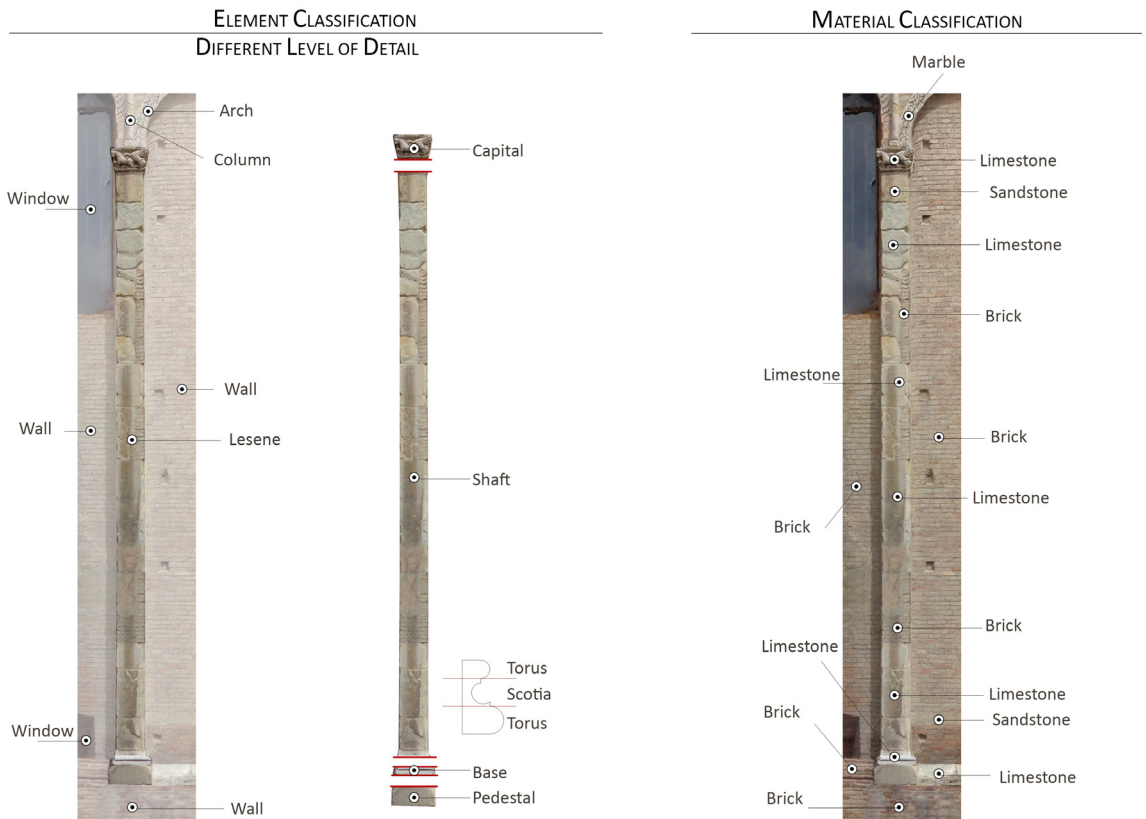 ELEMENT CLASSIFICATION
DIFFERENT LEVEL OF DETAIL
Arch
Column
Window
Wall
Wall
Lesene
Window
Wall
Capital
Shaft
Torus
Scotia
Torus
Base
Pedestal
MATERIAL CLASSIFICATION
Marble
Limestone
Sandstone
Limestone
Brick
Limestone
Brick
Limestone
Brick
Brick
Limestone
Limestone
Brick
Sandstone
Limestone
Brick